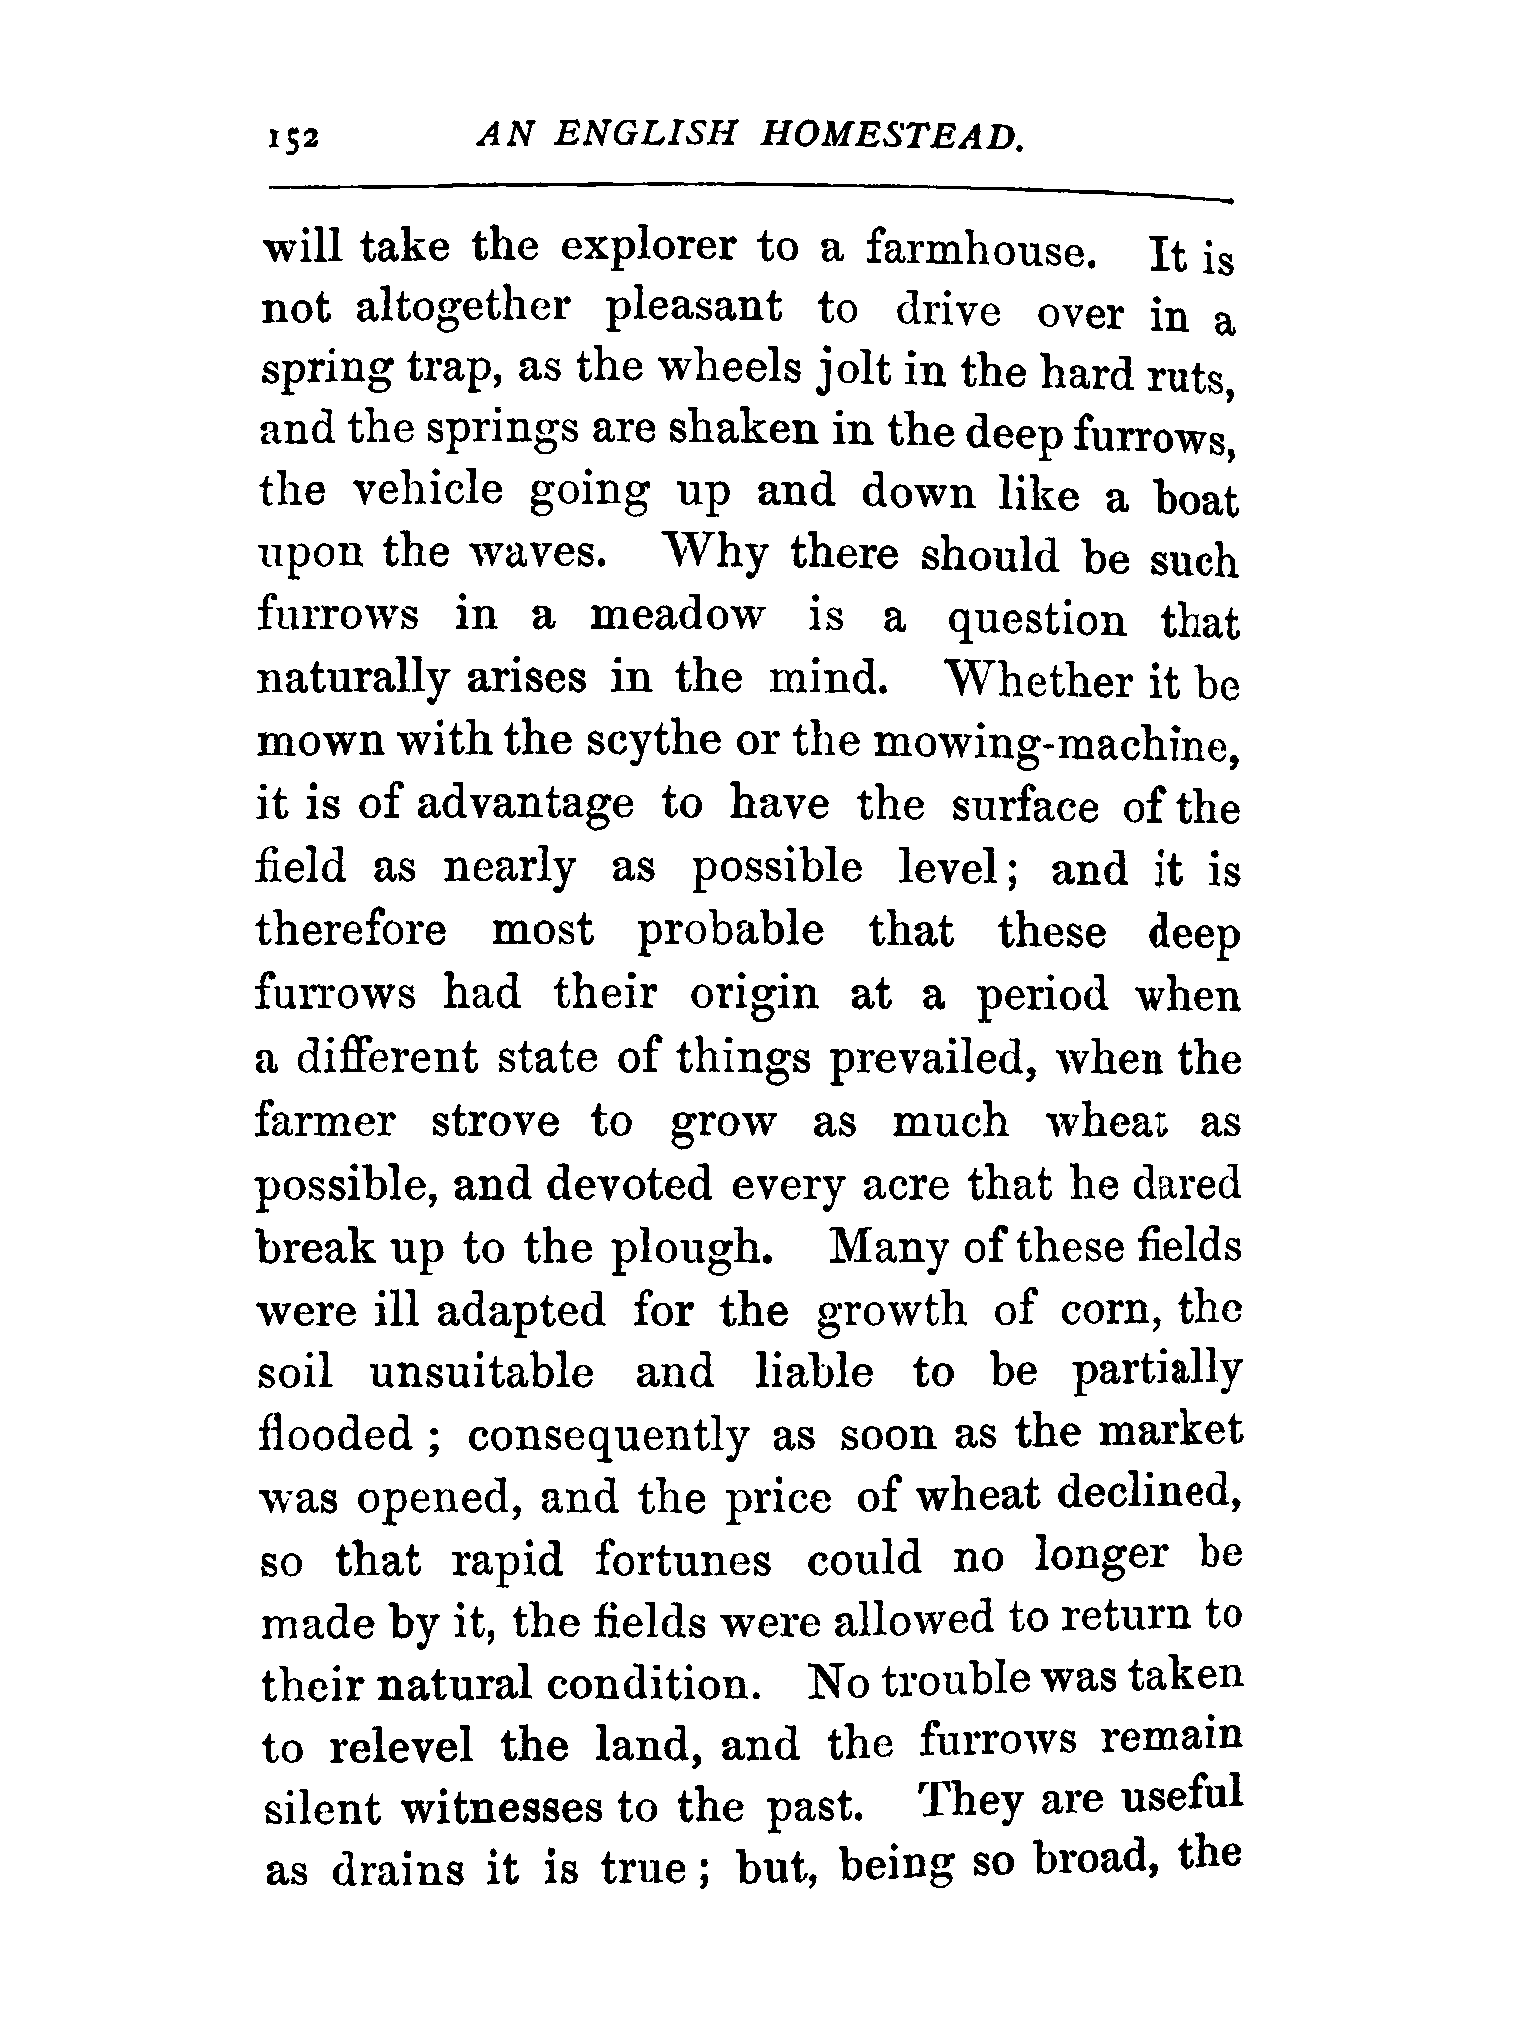 152 AN ENGLISH HOMESTEAD.
will take the explorer to a farmhouse. It is
not altogether pleasant to drive over in a
spring trap, as the wheels jolt in the hard ruts,
and the springs are shaken in the deep furrows,
the vehicle going up and down like a boat
upon the waves. Why there should be such
furrows in a meadow is a question that
naturally arises in the mind. Whether it be
mown with the scythe or the mowing-machine,
it is of advantage to have the surface of the
field as nearly as possible level; and it is
therefore most probable that these deep
furrows had their origin at a period when
a different state of things prevailed, when the
farmer strove to grow as much wheat as
possible, and devoted every acre that he dared
break up to the plough. Many of these fields
were ill adapted for the growth of corn, the
soil unsuitable and liable to be partially
flooded; consequently as soon as the market
was opened, and the price of wheat declined,
so that rapid fortunes could no longer be
made by it, the fields were allowed to return to
their natural condition. No trouble was taken
to relevel the land, and the furrows remain
silent witnesses to the past. They are useful
as drains it is true; but, being so broad, the